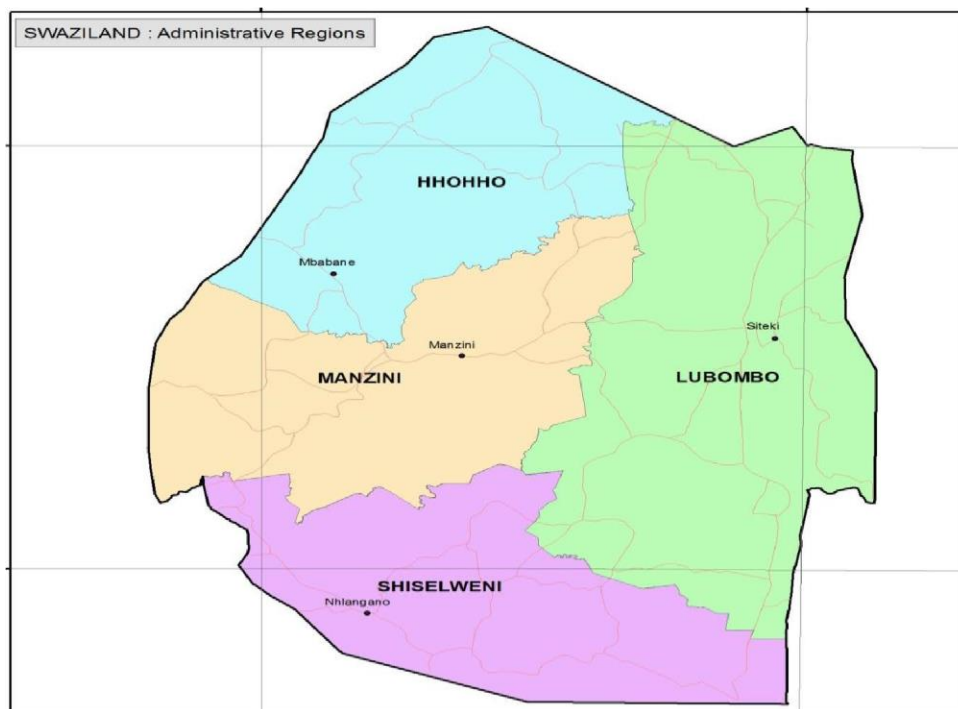 SWAZILAND : Administrative Regions
HHOHHO
Mbabane
Siteki
Manzini
MANZINI
LUBOMBO
SHISELWENI
Nhlangano